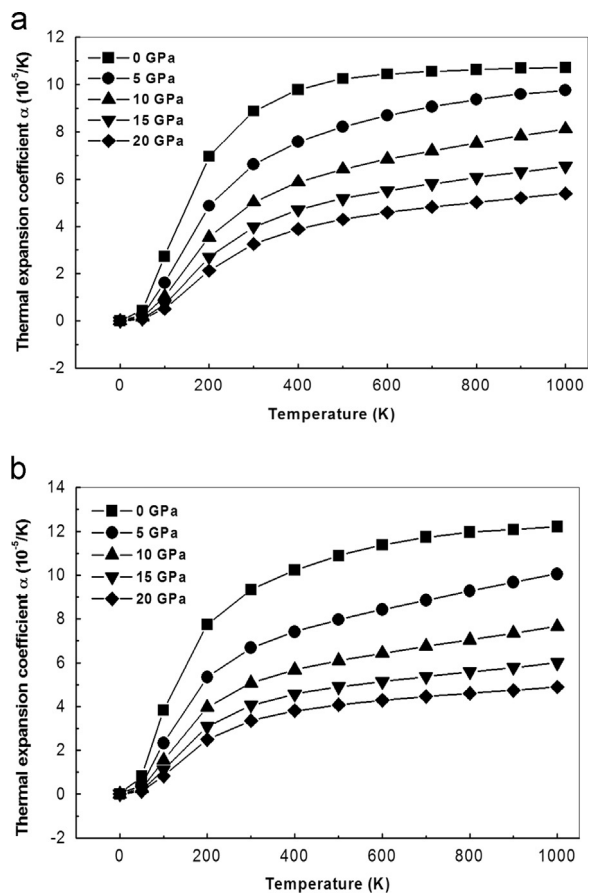 a
12
10
8
6
4
2
0
-2
Thermal expansion coefficient α (10⁻⁵/K)
0 GPa
5 GPa
10 GPa
15 GPa
20 GPa
0 200 400 600 800 1000
Temperature (K)
b
14
12
10
8
6
4
2
0
-2
Thermal expansion coefficient α (10⁻⁵/K)
0 GPa
5 GPa
10 GPa
15 GPa
20 GPa
0 200 400 600 800 1000
Temperature (K)